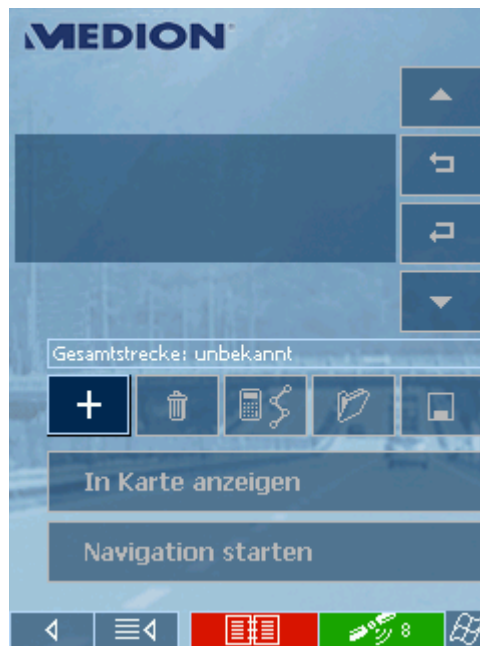 MEDION
Gesamtstrecke: unbekannt
In Karte anzeigen
Navigation starten
8